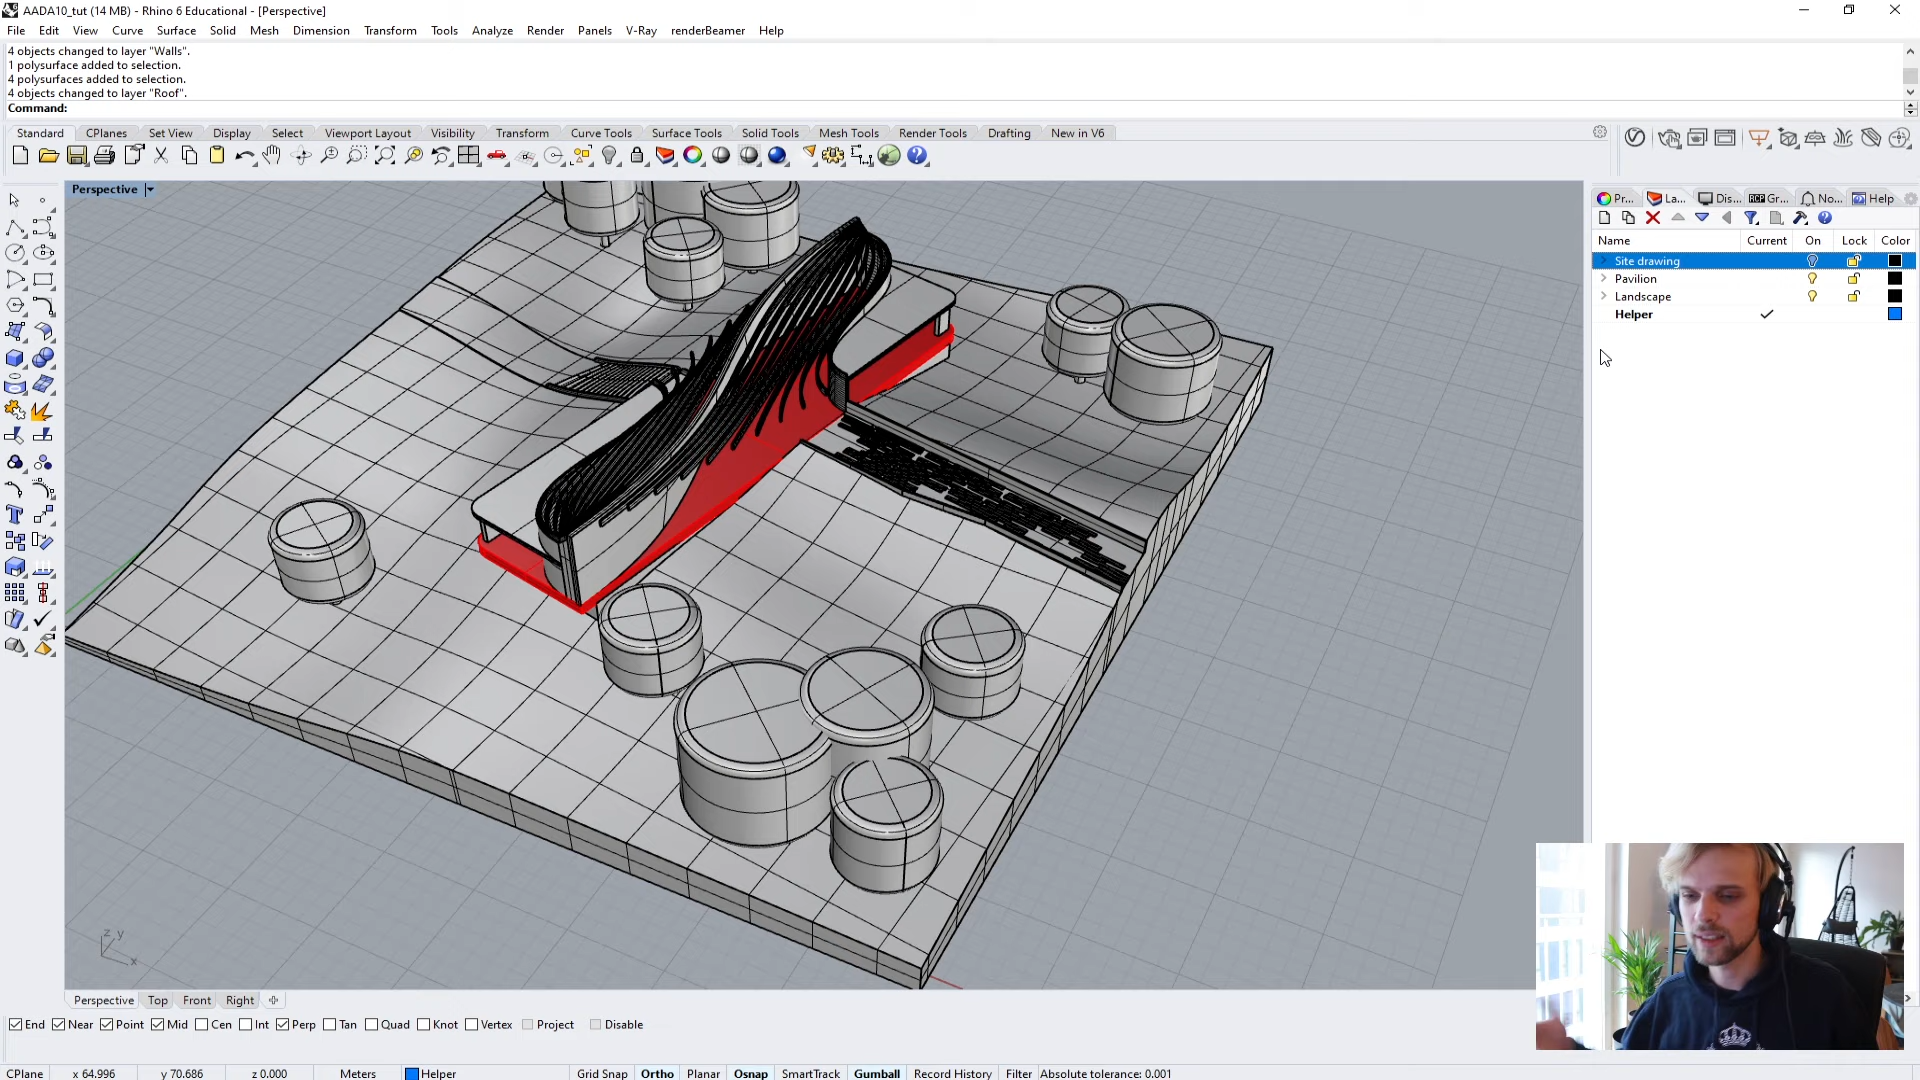 AADA10_tut (14 MB) - Rhino 6 Educational - [Perspective]
File Edit View Curve Surface Solid Mesh Dimension Transform Tools Analyze Render Panels V-Ray renderBeamer Help
4 objects changed to layer "Walls".
1 polysurface added to selection.
4 polysurfaces added to selection.
4 objects changed to layer "Roof".
Command:
Standard CPlanes Set View Display Select Viewport Layout Visibility Transform Curve Tools Surface Tools Solid Tools Mesh Tools Render Tools Drafting New in V6
Perspective
Pr... La... Dis... RCP Gr... No... Help
Name Current On Lock Color
Site drawing
Pavilion
Landscape
Helper
z y
x
Perspective Top Front Right
End Near Point Mid Cen Int Perp Tan Quad Knot Vertex Project Disable
CPlane x 64.996 y 70.686 z 0.000 Meters Helper Grid Snap Ortho Planar Osnap SmartTrack Gumball Record History Filter Absolute tolerance: 0.001